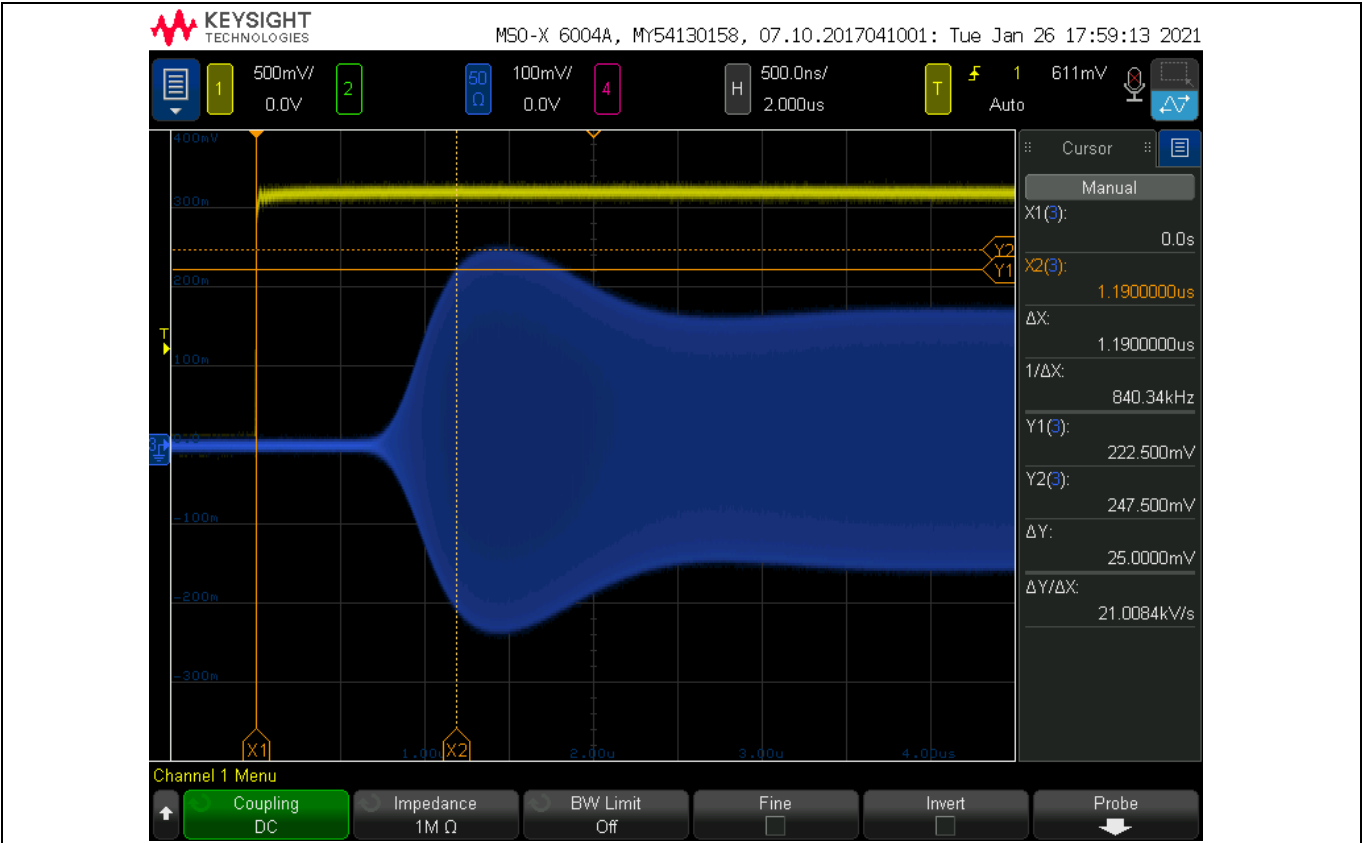 KEYSIGHT
TECHNOLOGIES
MSO-X 6004A, MY54130158, 07.10.2017041001: Tue Jan 26 17:59:13 2021
1 500mV/ 2 50 100mV/ 4 H 500.0ns/ T 1 611mV
0.0V Ω 0.0V 2.000us Auto
400mV
Cursor
Manual
300m
X1(3):
0.0s
Y2
Y1
X2(3):
200m
1.1900000us
ΔX:
T
1.1900000us
100m
1/ΔX:
840.34kHz
Y1(3):
3
222.500mV
Y2(3):
247.500mV
-100m
ΔY:
25.0000mV
ΔY/ΔX:
-200m
21.0084kV/s
-300m
X1 1.00u X2 2.00u 3.00u 4.00us
Channel 1 Menu
Coupling Impedance BW Limit Fine Invert Probe
DC 1M Ω Off